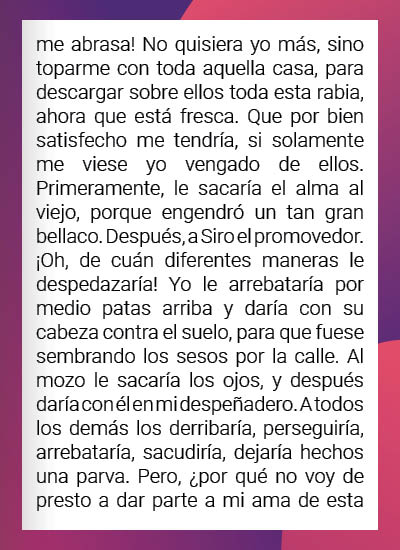 me abrasa! No quisiera yo más, sino
toparme con toda aquella casa, para
descargar sobre ellos toda esta rabia,
ahora que está fresca. Que por bien
satisfecho me tendría, si solamente
me viese yo vengado de ellos.
Primeramente, le sacaría el alma al
viejo, porque engendró un tan gran
bellaco. Después, a Siro el promovedor.
¡Oh, de cuán diferentes maneras le
despedazaría! Yo le arrebataría por
medio patas arriba y daría con su
cabeza contra el suelo, para que fuese
sembrando los sesos por la calle. Al
mozo le sacaría los ojos, y después
daría con él en mi despeñadero. A todos
los demás los derribaría, perseguiría,
arrebataría, sacudiría, dejaría hechos
una parva. Pero, ¿por qué no voy de
presto a dar parte a mi ama de esta